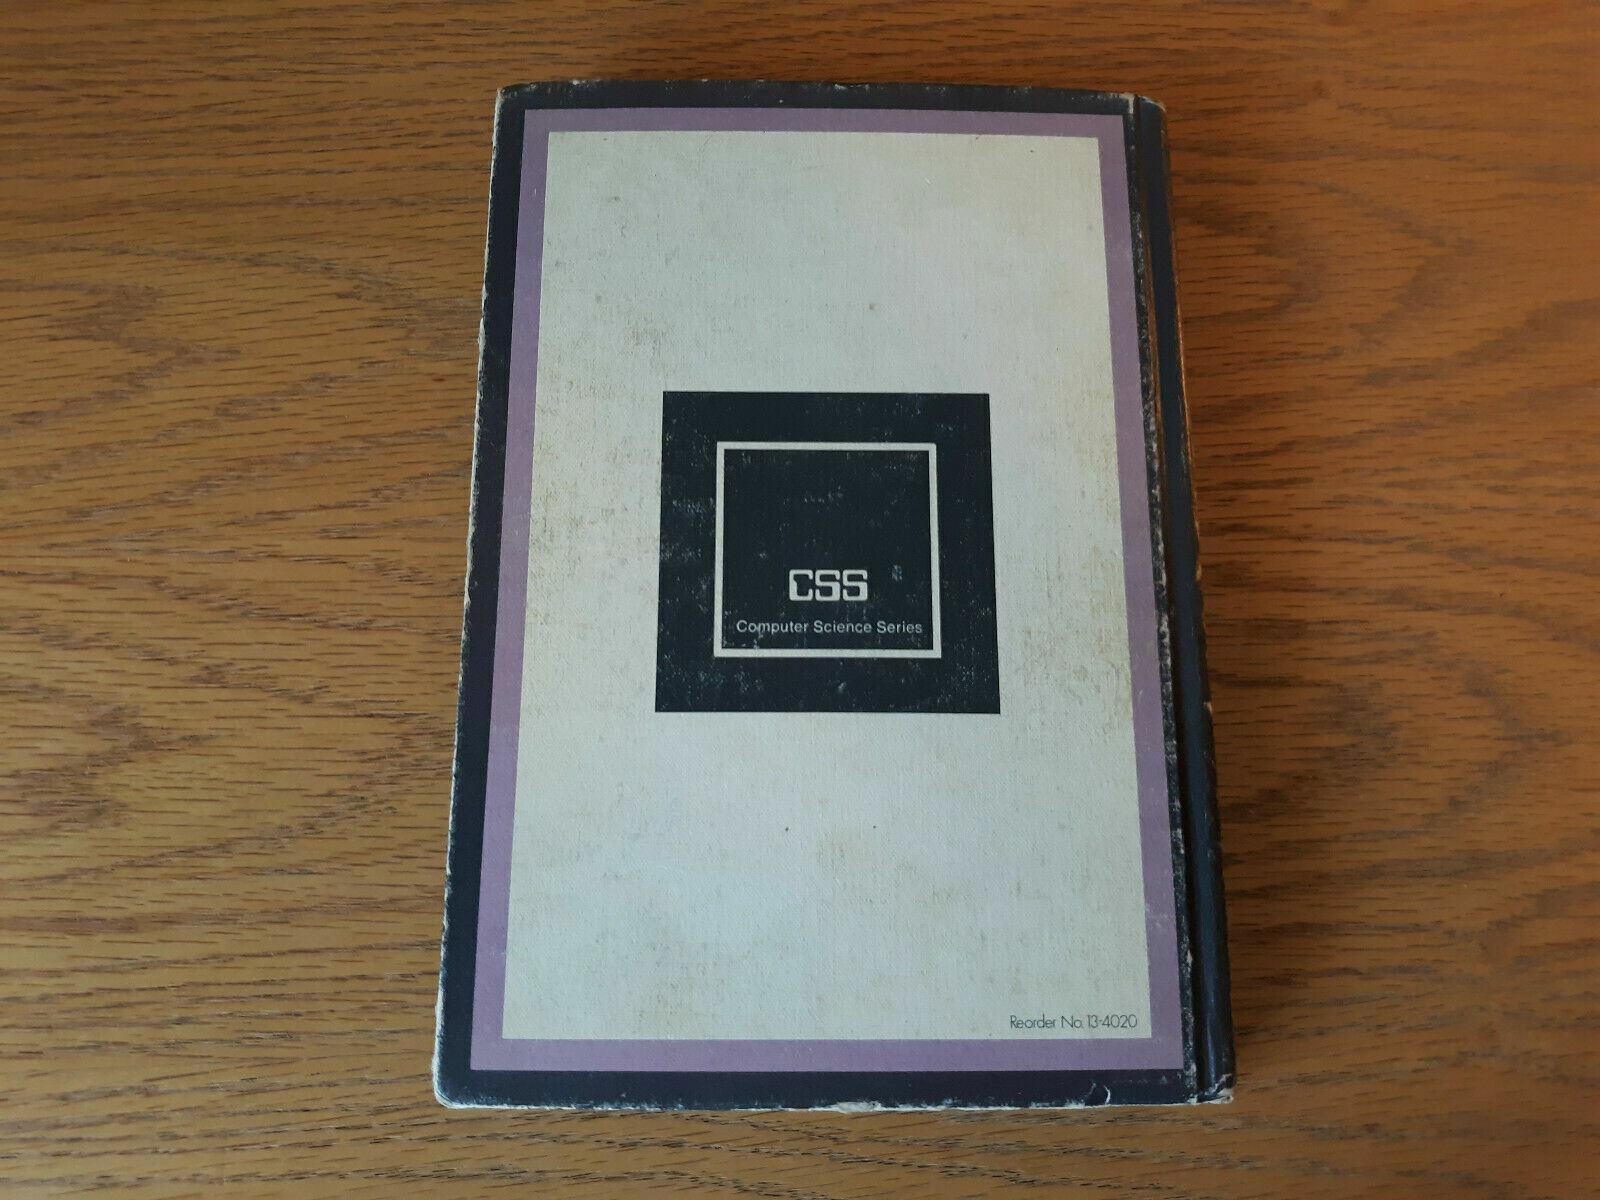 CSS
Computer Science Series
Reorder No. 13-4020